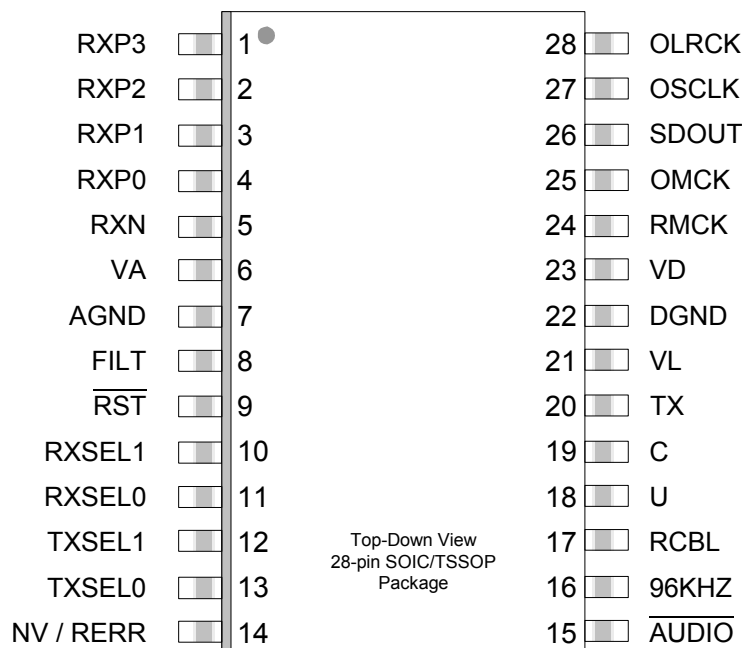 RXP3 1 28 OLRCK
RXP2 2 27 OSCLK
RXP1 3 26 SDOUT
RXP0 4 25 OMCK
RXN 5 24 RMCK
VA 6 23 VD
AGND 7 22 DGND
FILT 8 21 VL
R̅S̅T̅ 9 20 TX
RXSEL1 10 19 C
RXSEL0 11 18 U
TXSEL1 12 17 RCBL
TXSEL0 13 16 96KHZ
NV / RERR 14 15 A̅U̅D̅I̅O̅
Top-Down View
28-pin SOIC/TSSOP
Package